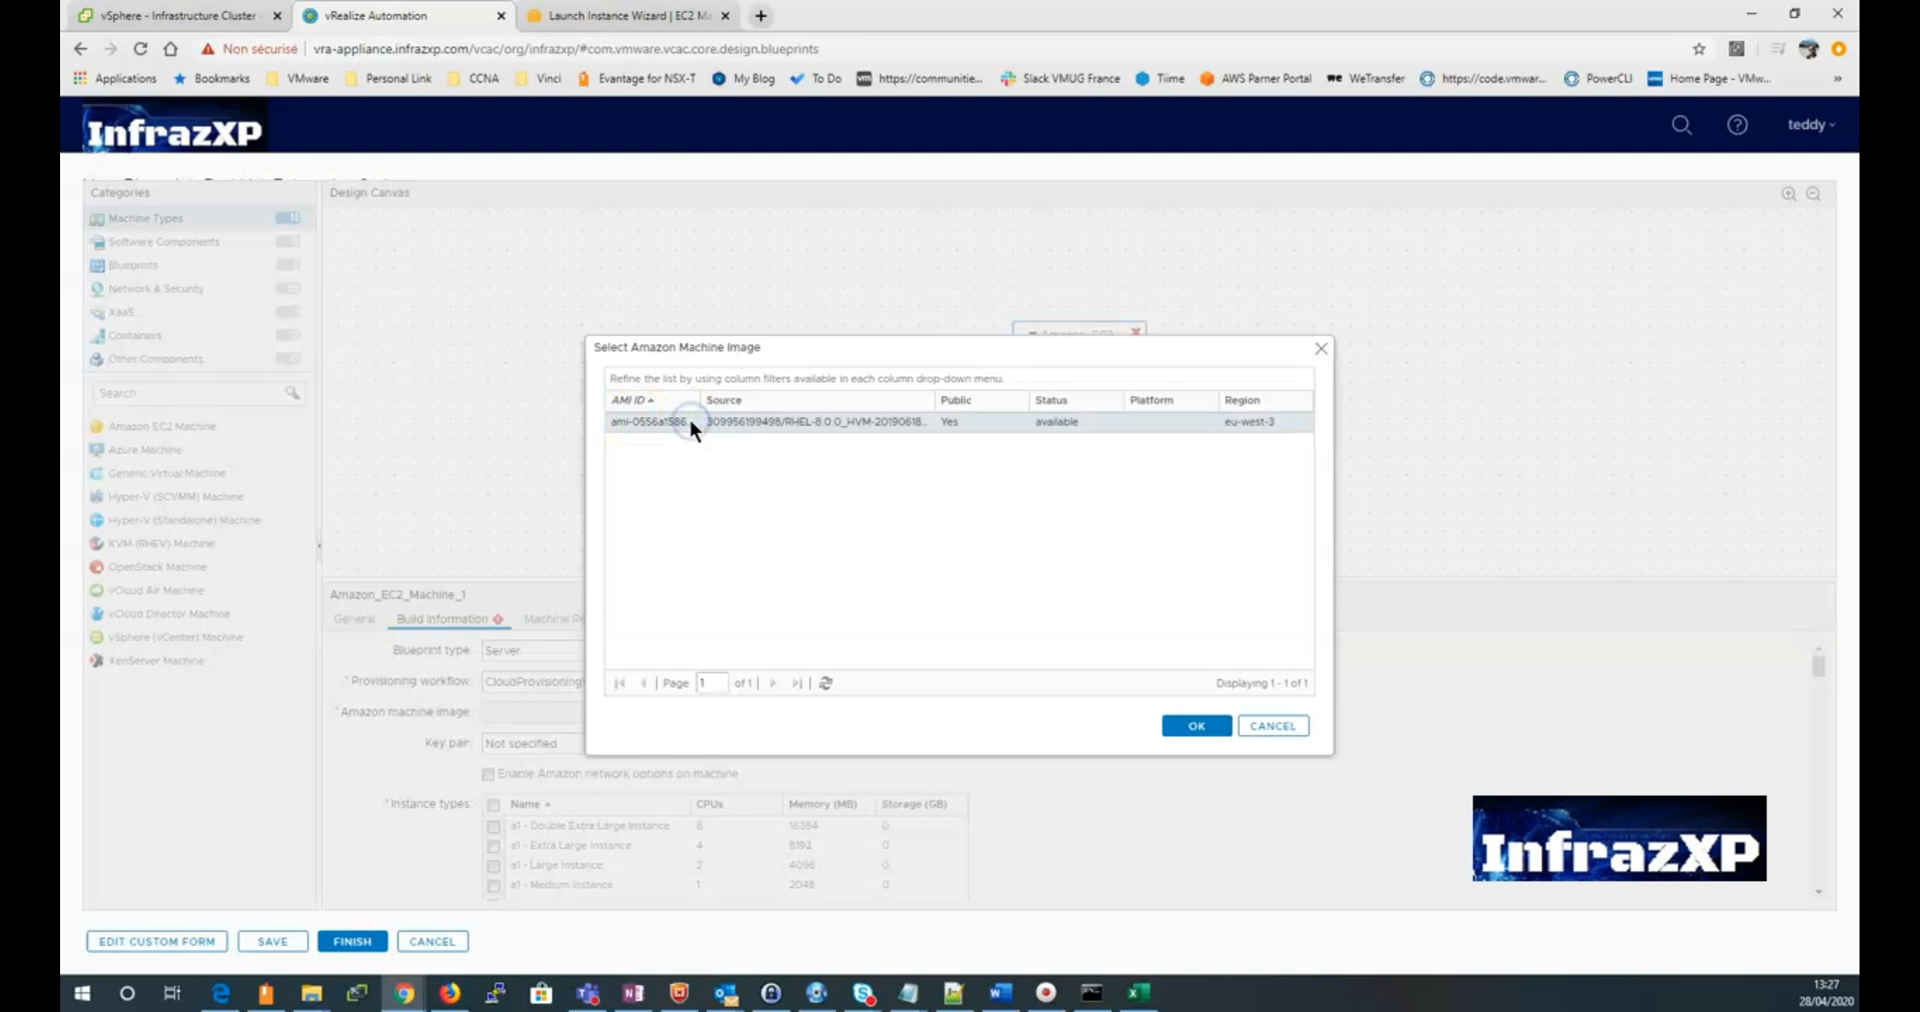 vSphere - Infrastructure Cluster
vRealize Automation
Launch Instance Wizard | EC2 Ma
Non sécurisé
vra-appliance.infrazxp.com/vcac/org/infrazxp/#com.vmware.vcac.core.design.blueprints
Applications
Bookmarks
VMware
Personal Link
CCNA
Vinci
Evantage for NSX-T
My Blog
To Do
https://communitie...
Slack VMUG France
Tiime
AWS Parner Portal
WeTransfer
https://code.vmwar...
PowerCLI
Home Page - VMw...
InfrazXP
teddy
Categories
Design Canvas
Machine Types
Software Components
Blueprints
Network & Security
XaaS
Containers
Other Components
Search
Amazon EC2 Machine
Azure Machine
Generic Virtual Machine
Hyper-V (SCVMM) Machine
Hyper-V (Standalone) Machine
KVM (RHEV) Machine
OpenStack Machine
vCloud Air Machine
vCloud Director Machine
vSphere (vCenter) Machine
XenServer Machine
Select Amazon Machine Image
Refine the list by using column filters available in each column drop-down menu.
AMI ID Source Public Status Platform Region
ami-0556a1586 309956199498/RHEL-8.0.0_HVM-20190618... Yes available eu-west-3
Page 1 of 1
Displaying 1 - 1 of 1
OK
CANCEL
Amazon_EC2_Machine_1
General
Build Information
Blueprint type: Server
* Provisioning workflow: CloudProvisioning
* Amazon machine image:
Key pair: Not specified
Enable Amazon network options on machine
* Instance types:
Name CPUs Memory (MB) Storage (GB)
a1 - Double Extra Large Instance 8 16384 0
a1 - Extra Large Instance 4 8192 0
a1 - Large Instance 2 4096 0
a1 - Medium Instance 1 2048 0
InfrazXP
EDIT CUSTOM FORM
SAVE
FINISH
CANCEL
13:27
28/04/2020